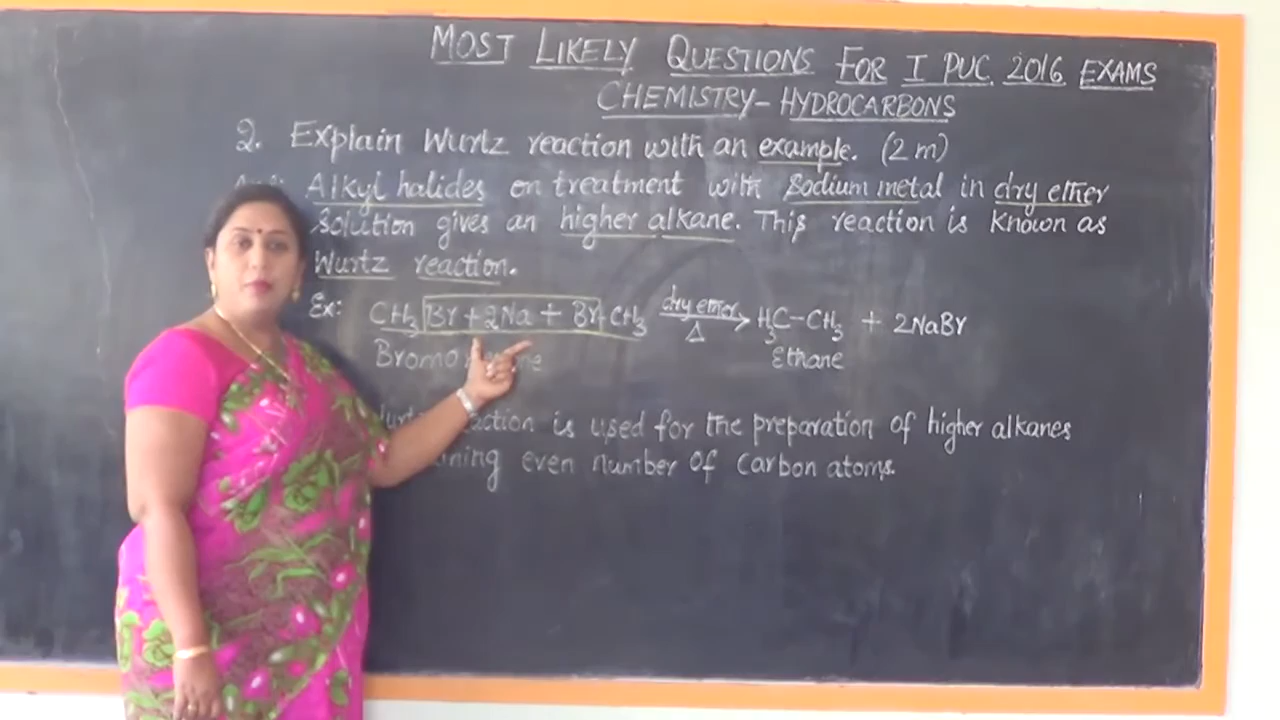 MOST LIKELY QUESTIONS FOR I PUC 2016 EXAMS
CHEMISTRY-HYDROCARBONS
2. Explain Wurtz reaction with an example. (2m)
Alkyl halides on treatment with Sodium metal in dry ether
Solution gives an higher alkane. This reaction is known as
Wurtz reaction.
Ex: CH₃ Br + 2Na + Br CH₃ dry ether Δ → H₃C-CH₃ + 2NaBr
Bromo Ethane
is used for the preparation of higher alkanes
even number of carbon atoms.